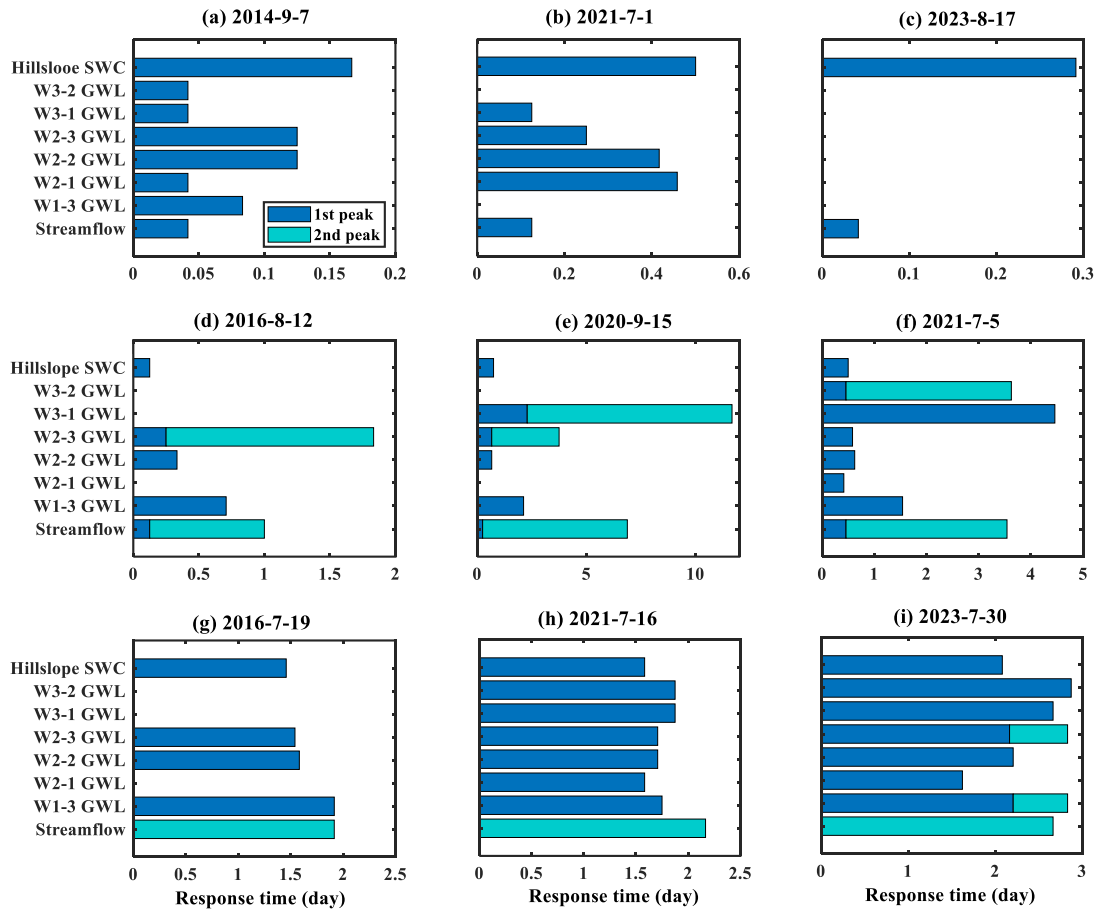 (a) 2014-9-7
Hillslooe SWC
W3-2 GWL
W3-1 GWL
W2-3 GWL
W2-2 GWL
W2-1 GWL
W1-3 GWL
Streamflow
1st peak
2nd peak
0 0.05 0.1 0.15 0.2
(b) 2021-7-1
0 0.2 0.4 0.6
(c) 2023-8-17
0 0.1 0.2 0.3
(d) 2016-8-12
Hillslope SWC
W3-2 GWL
W3-1 GWL
W2-3 GWL
W2-2 GWL
W2-1 GWL
W1-3 GWL
Streamflow
0 0.5 1 1.5 2
(e) 2020-9-15
0 5 10
(f) 2021-7-5
0 1 2 3 4 5
(g) 2016-7-19
Hillslope SWC
W3-2 GWL
W3-1 GWL
W2-3 GWL
W2-2 GWL
W2-1 GWL
W1-3 GWL
Streamflow
0 0.5 1 1.5 2 2.5
Response time (day)
(h) 2021-7-16
0 0.5 1 1.5 2 2.5
Response time (day)
(i) 2023-7-30
0 1 2 3
Response time (day)